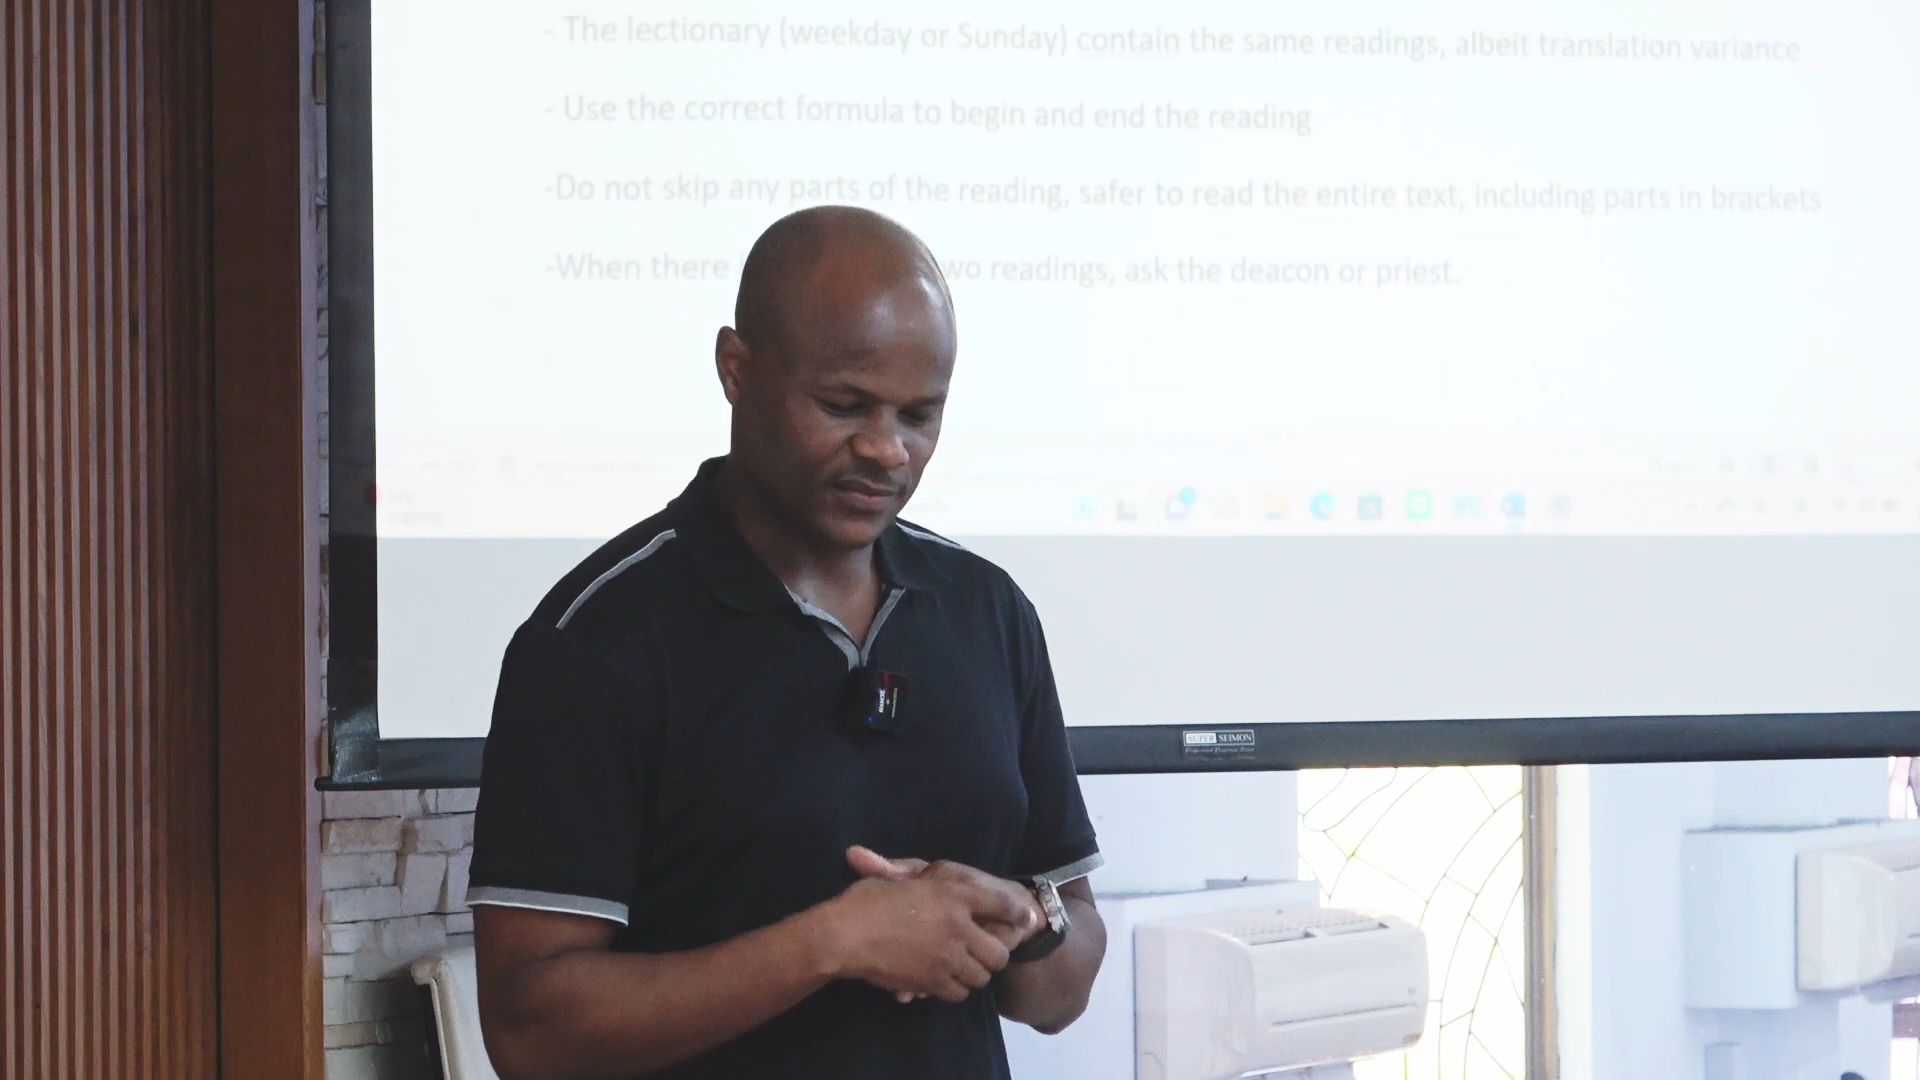 - The lectionary (weekday or Sunday) contain the same readings, albeit translation variance
- Use the correct formula to begin and end the reading
-Do not skip any parts of the reading, safer to read the entire text, including parts in brackets
-When there wo readings, ask the deacon or priest.
RODE
SUPER SEIMON